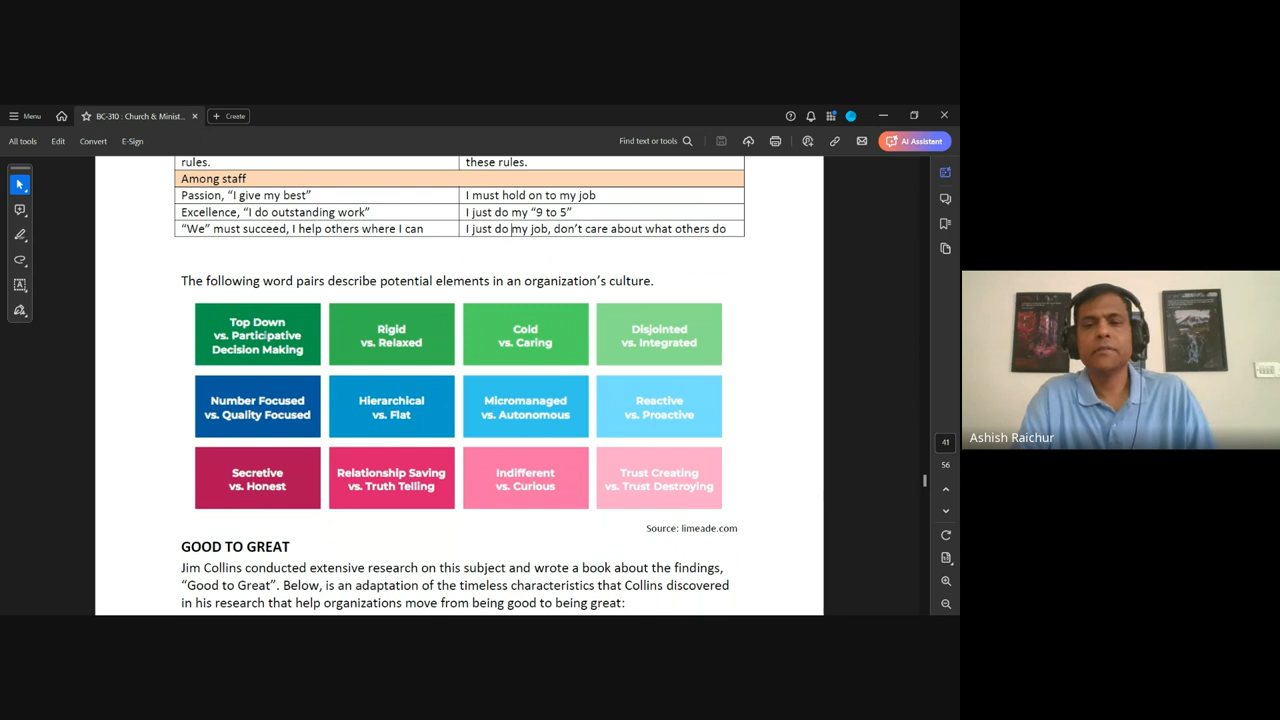 Menu
BC-310 : Church & Minist...
Create
All tools
Edit
Convert
E-Sign
Find text or tools
AI Assistant
rules.
these rules.
Among staff
Passion, “I give my best”
I must hold on to my job
Excellence, “I do outstanding work”
I just do my “9 to 5”
“We” must succeed, I help others where I can
I just do my job, don’t care about what others do
The following word pairs describe potential elements in an organization’s culture.
Top Down
vs. Participative
Decision Making
Rigid
vs. Relaxed
Cold
vs. Caring
Disjointed
vs. Integrated
Number Focused
vs. Quality Focused
Hierarchical
vs. Flat
Micromanaged
vs. Autonomous
Reactive
vs. Proactive
Secretive
vs. Honest
Relationship Saving
vs. Truth Telling
Indifferent
vs. Curious
Trust Creating
vs. Trust Destroying
Source: limeade.com
GOOD TO GREAT
Jim Collins conducted extensive research on this subject and wrote a book about the findings,
“Good to Great”. Below, is an adaptation of the timeless characteristics that Collins discovered
in his research that help organizations move from being good to being great:
41
56
Ashish Raichur